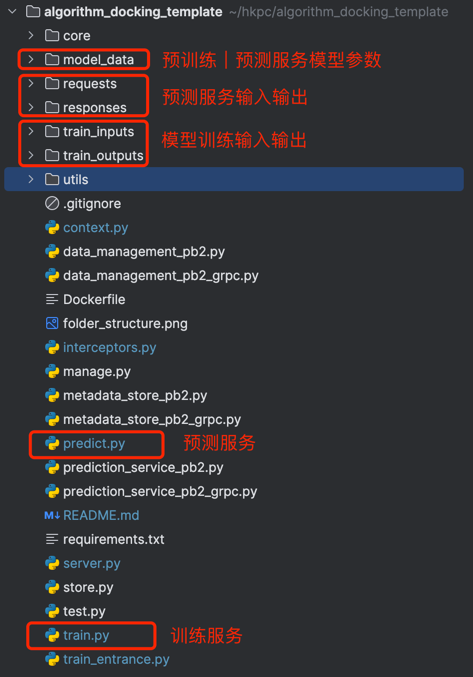 algorithm_docking_template ~/hkpc/algorithm_docking_template
core
model_data 预训练｜预测服务模型参数
requests
预测服务输入输出
responses
train_inputs
模型训练输入输出
train_outputs
utils
.gitignore
context.py
data_management_pb2.py
data_management_pb2_grpc.py
Dockerfile
folder_structure.png
interceptors.py
manage.py
metadata_store_pb2.py
metadata_store_pb2_grpc.py
predict.py 预测服务
prediction_service_pb2.py
prediction_service_pb2_grpc.py
M↓ README.md
requirements.txt
server.py
store.py
test.py
train.py 训练服务
train_entrance.py